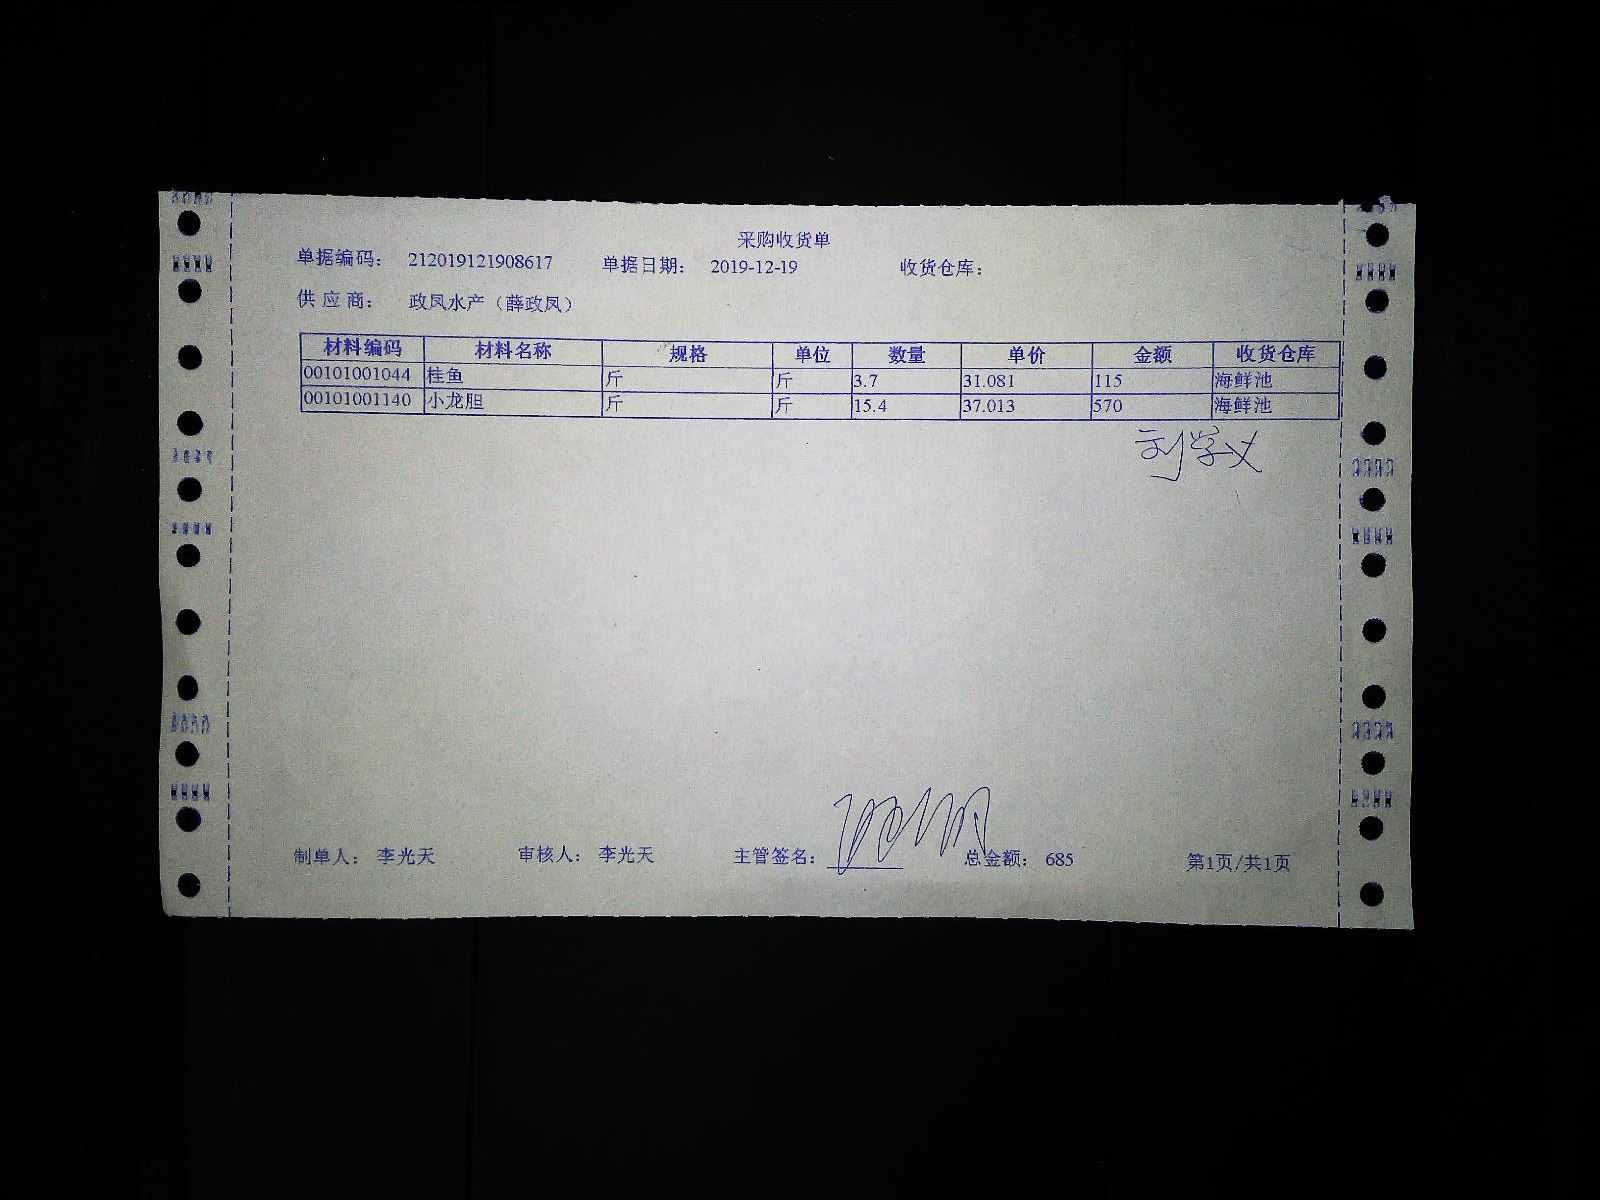 采购收货单
单据编码: 212019121908617 单据日期: 2019-12-19 收货仓库:
供应商: 政凤水产（薛政凤）
材料编码 材料名称 规格 单位 数量 单价 金额 收货仓库
00101001044 桂鱼 斤 斤 3.7 31.081 115 海鲜池
00101001140 小龙胆 斤 斤 15.4 37.013 570 海鲜池
刘学义
制单人: 李光天 审核人: 李光天 主管签名: 总金额: 685 第1页/共1页